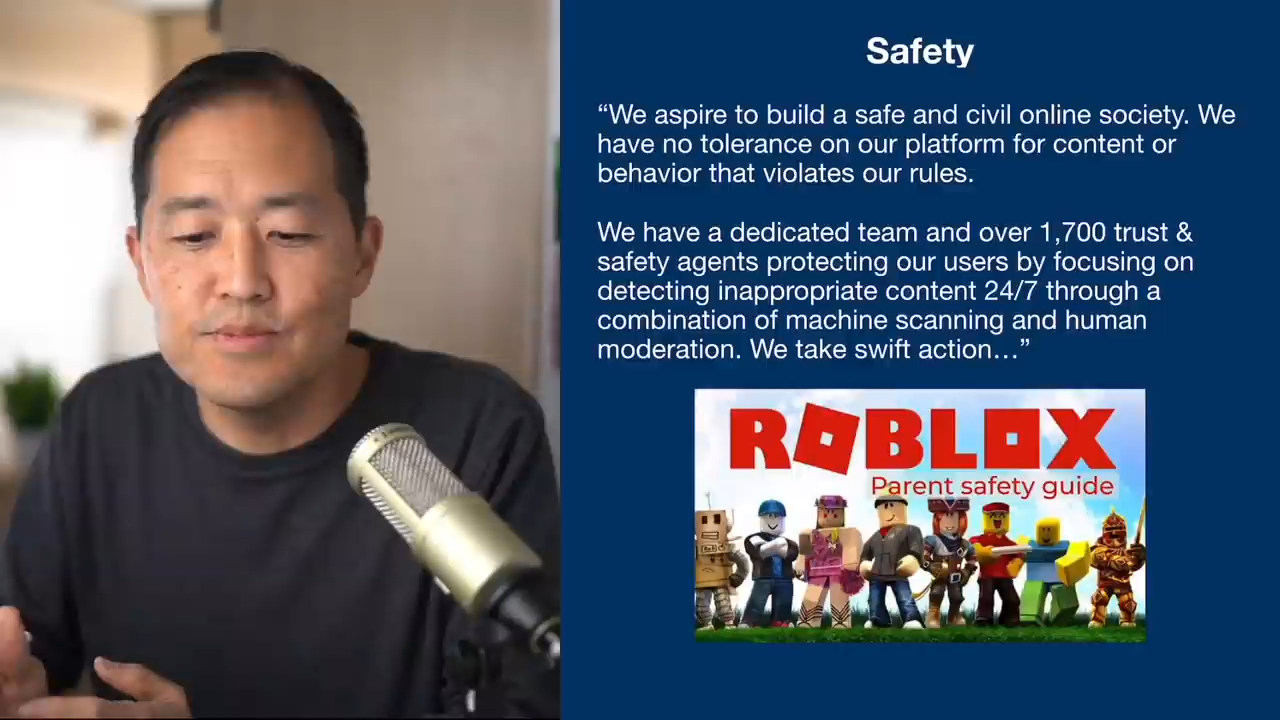 Safety
“We aspire to build a safe and civil online society. We
have no tolerance on our platform for content or
behavior that violates our rules.
We have a dedicated team and over 1,700 trust &
safety agents protecting our users by focusing on
detecting inappropriate content 24/7 through a
combination of machine scanning and human
moderation. We take swift action…”
ROBLOX
Parent safety guide